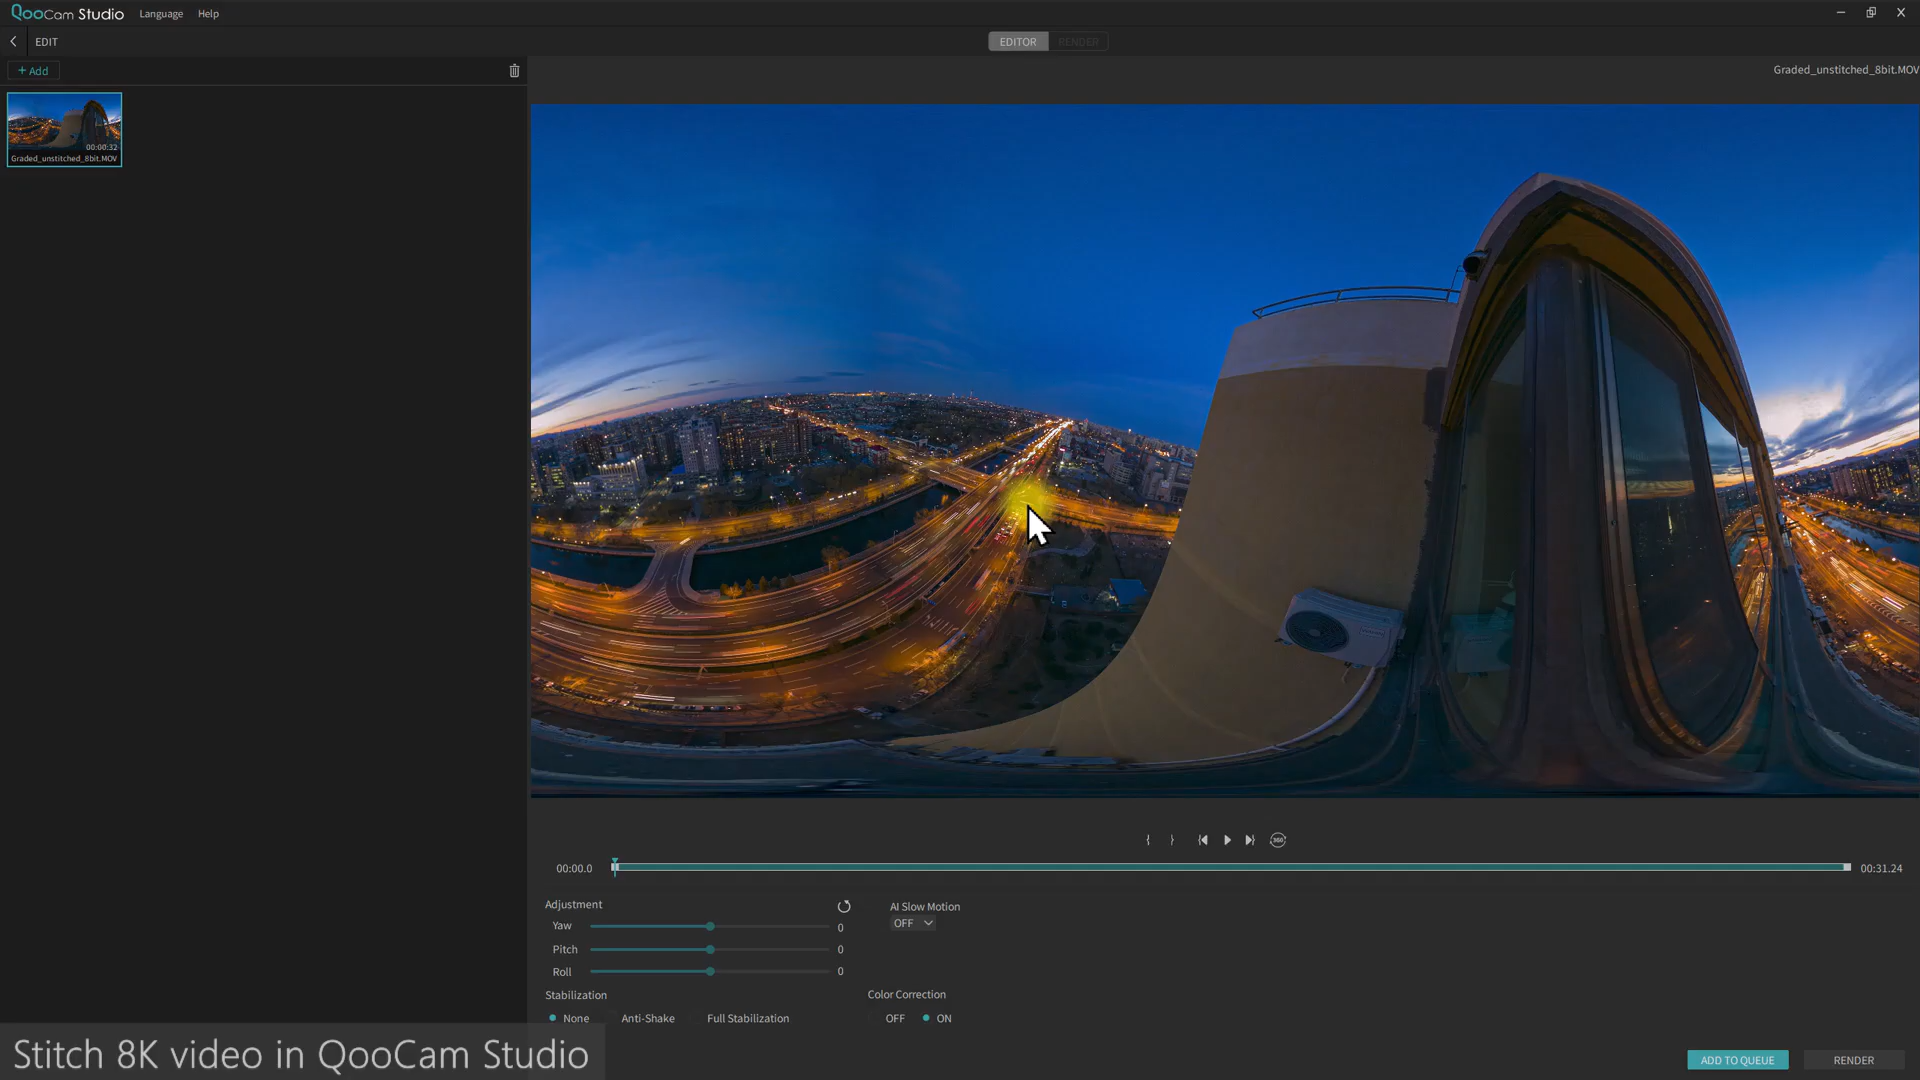 QooCam Studio Language Help
EDIT
EDITOR RENDER
+ Add
Graded_unstitched_8bit.MOV
00:00:32
Graded_unstitched_8bit.MOV
360
00:00.0
00:31.24
Adjustment
Yaw 0
Pitch 0
Roll 0
AI Slow Motion
OFF
Stabilization
None Anti-Shake Full Stabilization
Color Correction
OFF ON
Stitch 8K video in QooCam Studio
ADD TO QUEUE RENDER